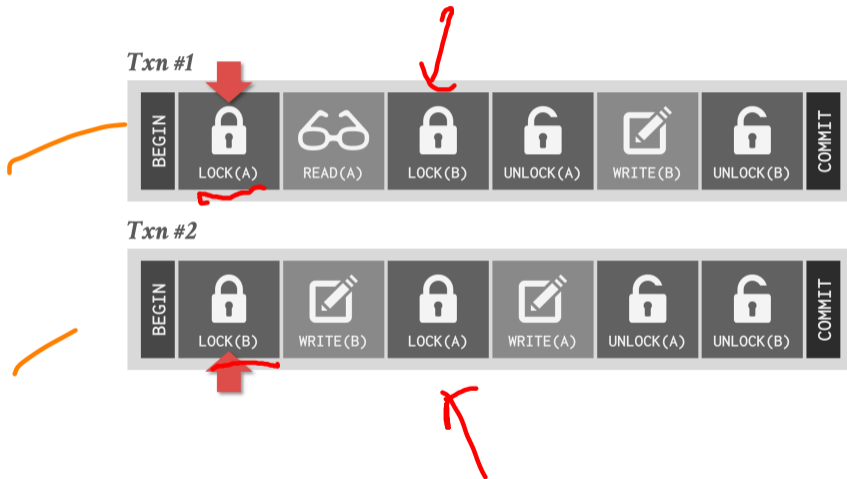 Txn #1
BEGIN LOCK(A) READ(A) LOCK(B) UNLOCK(A) WRITE(B) UNLOCK(B) COMMIT
Txn #2
BEGIN LOCK(B) WRITE(B) LOCK(A) WRITE(A) UNLOCK(A) UNLOCK(B) COMMIT